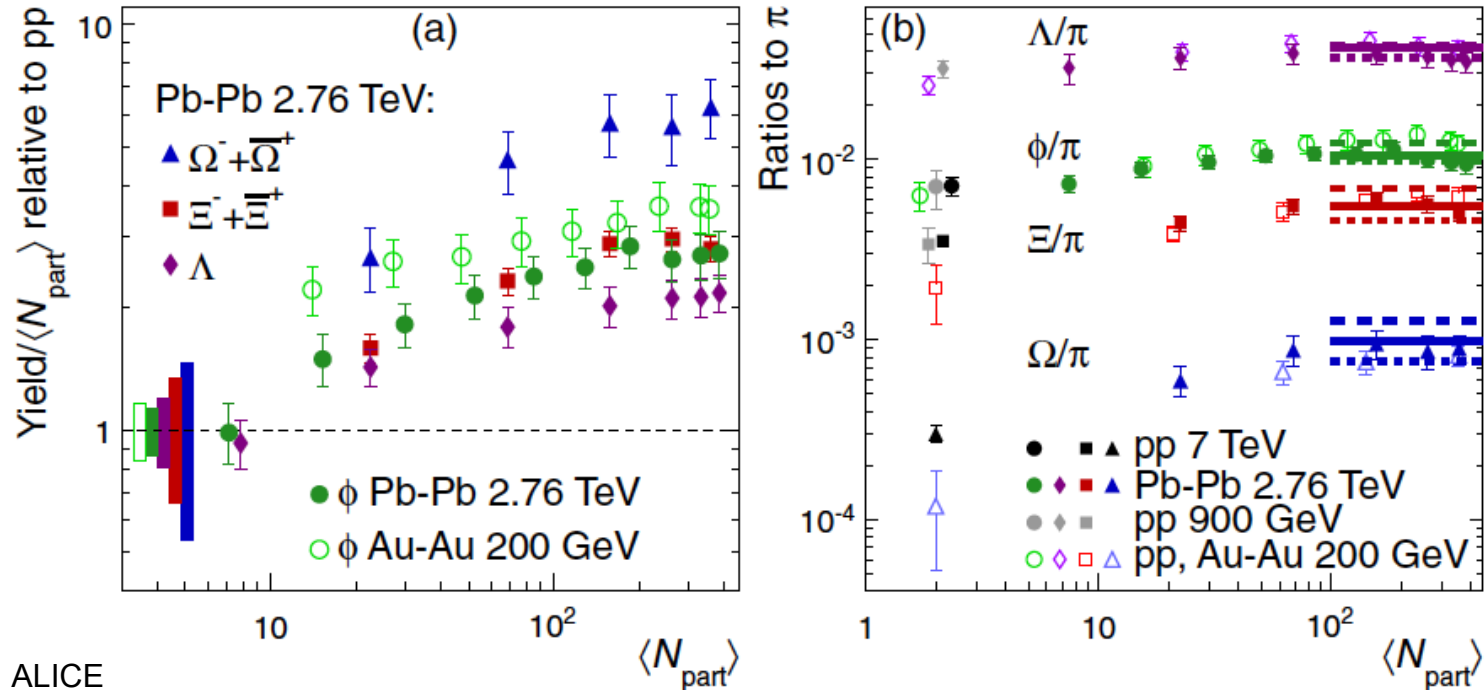 Yield/⟨N_part⟩ relative to pp
10
1
(a)
Pb-Pb 2.76 TeV:
Ω⁻+Ω̅⁺
Ξ⁻+Ξ̅⁺
Λ
ϕ Pb-Pb 2.76 TeV
ϕ Au-Au 200 GeV
10
10²
⟨N_part⟩
Ratios to π
10⁻²
10⁻³
10⁻⁴
(b)
Λ/π
ϕ/π
Ξ/π
Ω/π
pp 7 TeV
Pb-Pb 2.76 TeV
pp 900 GeV
pp, Au-Au 200 GeV
1
10
10²
⟨N_part⟩
ALICE